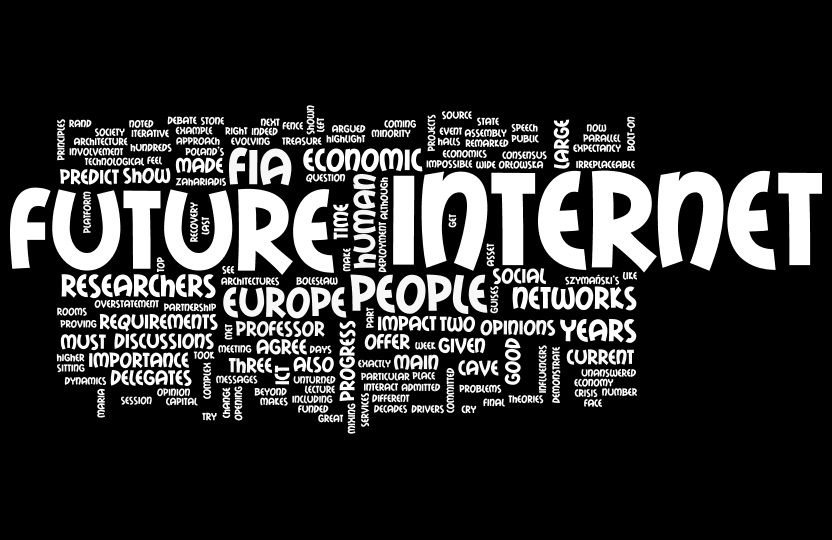 PRINCIPLES
RAND
SOCIETY
NOTED
ITERATIVE
DEBATE STONE
EXAMPLE
RIGHT INDEED
NEXT
FENCE
SHOWN
LEFT
ARGUED
HIGHLIGHT
COMING
MINORITY
PROJECTS
SOURCE
STATE
EVENT ASSEMBLY
SPEECH
PUBLIC
HALLS
REMARKED
LARGE
NOW
PARALLEL
EXPECTANCY
BOLT-ON
ARCHITECTURE
HUNDREDS
APPROACH
EVOLVING
TREASURE
INVOLVEMENT
POLAND'S
TECHNOLOGICAL
FEEL
MADE
FIA
ECONOMIC
ECONOMICS
CONSENSUS
IMPOSSIBLE
WIDE
ORLOWSKA
IRREPLACEABLE
PREDICT
SHOW
ZAHARIADIS
QUESTION
HUMAN
FUTURE
INTERNET
PLATFORM
RECOVERY
LAST
TIME
MAKE
DEPLOYMENT
ALTHOUGH
GET
ASSET
TOP
SEE
RESEARCHERS
ARCHITECTURES
BOLESŁAW
SOCIAL
SZYMAŃSKI'S
LIKE
EUROPE
PEOPLE
GUISES
NETWORKS
OVERSTATEMENT
PARTNERSHIP
ROOMS
PROVING
REQUIREMENTS
MET
PROFESSOR
PART
IMPACT
TWO
OPINIONS
YEARS
MUST
DISCUSSIONS
MEETING
AGREE
DAYS
PROGRESS
OFFER
WEEK
GIVEN
GOOD
HIGHER
SITTING
IMPORTANCE
TOOK
THREE
ICT
ALSO
EXACTLY
MAIN
CAVE
INFLUENCERS
DEMONSTRATE
CURRENT
DYNAMICS
DELEGATES
COMPLEX
MESSAGES
UNTURNED
PARTICULAR
PLACE
UNANSWERED
ECONOMY
MARIA
OPINION
SESSION
CAPITAL
CHANGE
OPENING
BEYOND
LECTURE
MAKES
INCLUDING
INTERACT
ADMITTED
COMMITTED
PROBLEMS
CRISIS
NUMBER
TRY
FUNDED
GREAT
MIXING
SERVICES
DIFFERENT
DECADES
DRIVERS
CRY
FINAL
THEORIES
FACE